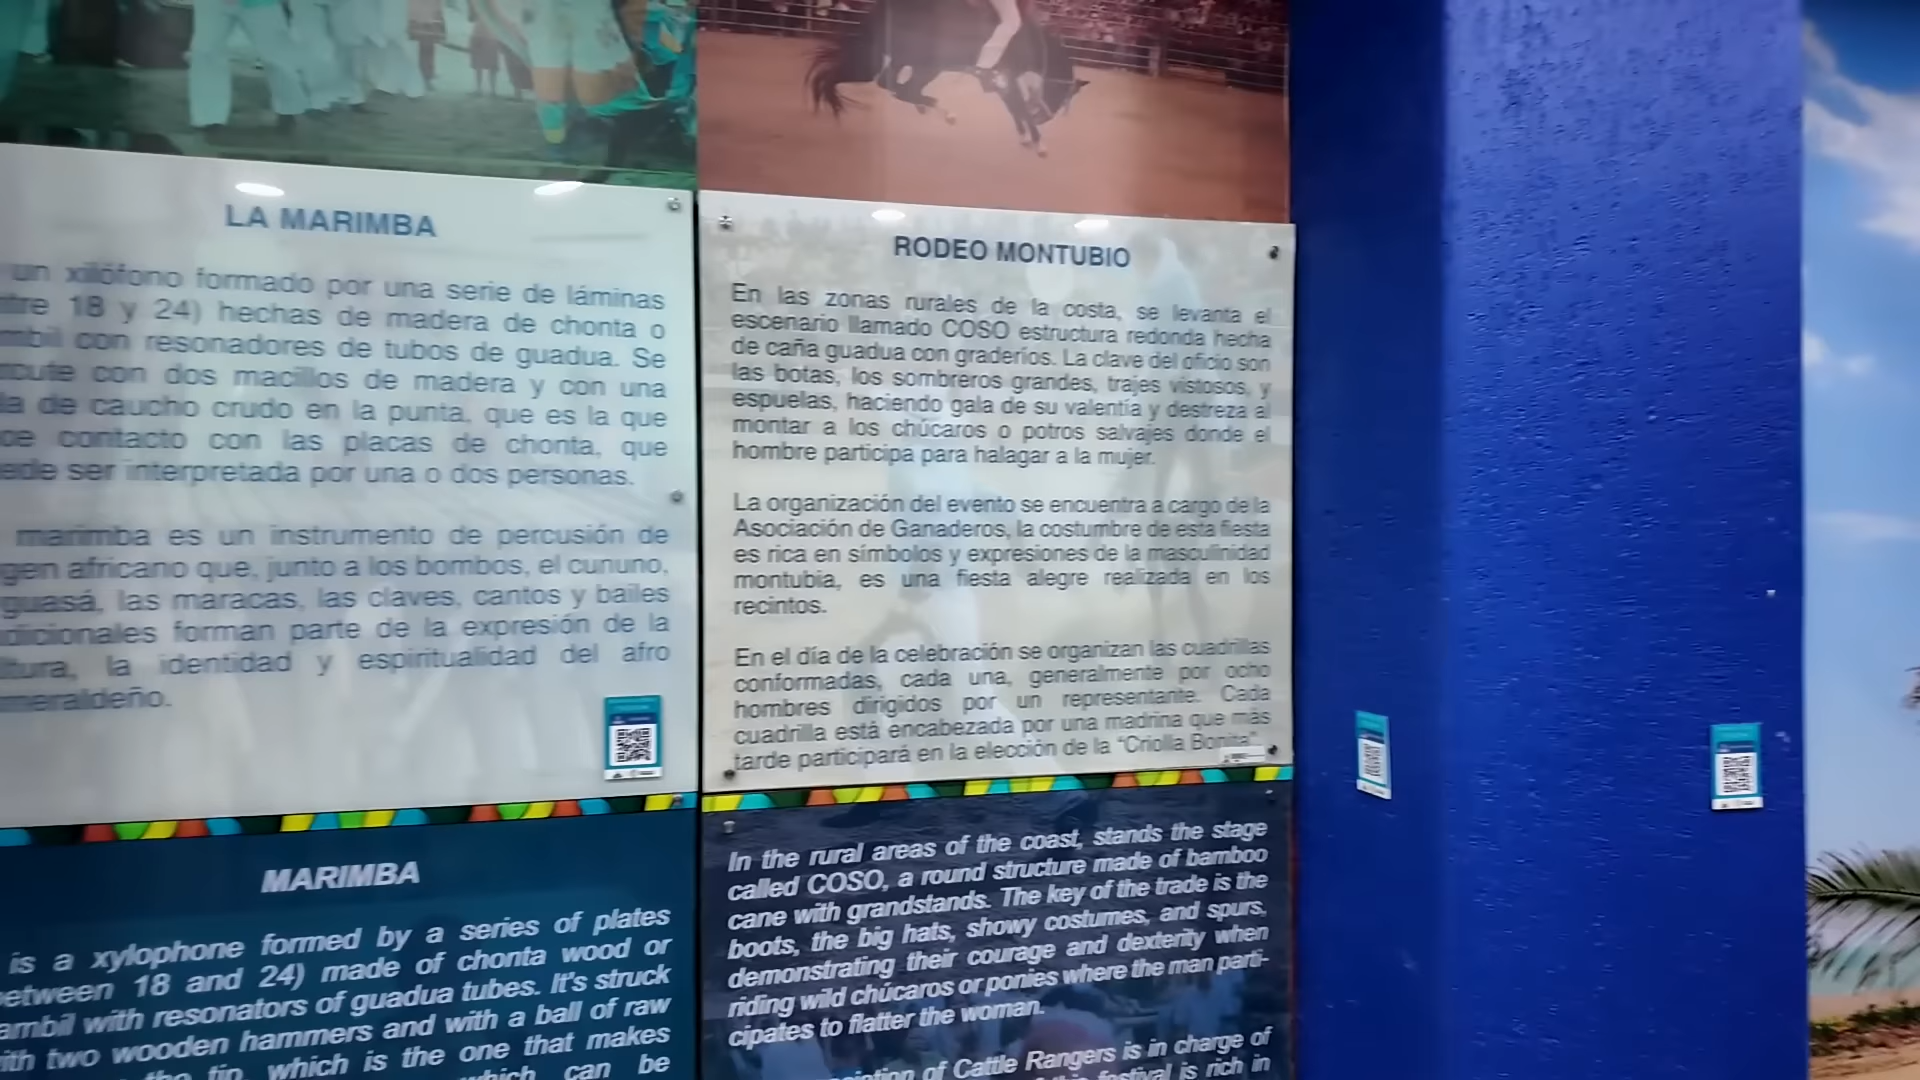 LA MARIMBA
un xilófono formado por una serie de láminas
18 y 24) hechas de madera de chonta o
con resonadores de tubos de guadua. Se
con dos macillos de madera y con una
de caucho crudo en la punta, que es la que
contacto con las placas de chonta, que
ser interpretada por una o dos personas.
marimba es un instrumento de percusión de
africano que, junto a los bombos, el cununo,
guasá, las maracas, las claves, cantos y bailes
forman parte de la expresión de la
la identidad y espiritualidad del afro
MARIMBA
is a xylophone formed by a series of plates
between 18 and 24) made of chonta wood or
with resonators of guadua tubes. It's struck
with two wooden hammers and with a ball of raw
the tip, which is the one that makes
which can be
RODEO MONTUBIO
En las zonas rurales de la costa, se levanta el
escenario llamado COSO estructura redonda hecha
de caña guadua con graderíos. La clave del oficio son
las botas, los sombreros grandes, trajes vistosos, y
espuelas, haciendo gala de su valentía y destreza al
montar a los chúcaros o potros salvajes donde el
hombre participa para halagar a la mujer.
La organización del evento se encuentra a cargo de la
Asociación de Ganaderos, la costumbre de esta fiesta
es rica en símbolos y expresiones de la masculinidad
montubia, es una fiesta alegre realizada en los
recintos.
En el día de la celebración se organizan las cuadrillas
conformadas, cada una, generalmente por ocho
hombres dirigidos por un representante. Cada
cuadrilla está encabezada por una madrina que más
tarde participará en la elección de la "Criolla Bonita"
In the rural areas of the coast, stands the stage
called COSO, a round structure made of bamboo
cane with grandstands. The key of the trade is the
boots, the big hats, showy costumes, and spurs,
demonstrating their courage and dexterity when
riding wild chúcaros or ponies where the man parti-
cipates to flatter the woman.
of Cattle Rangers is in charge of
festival is rich in